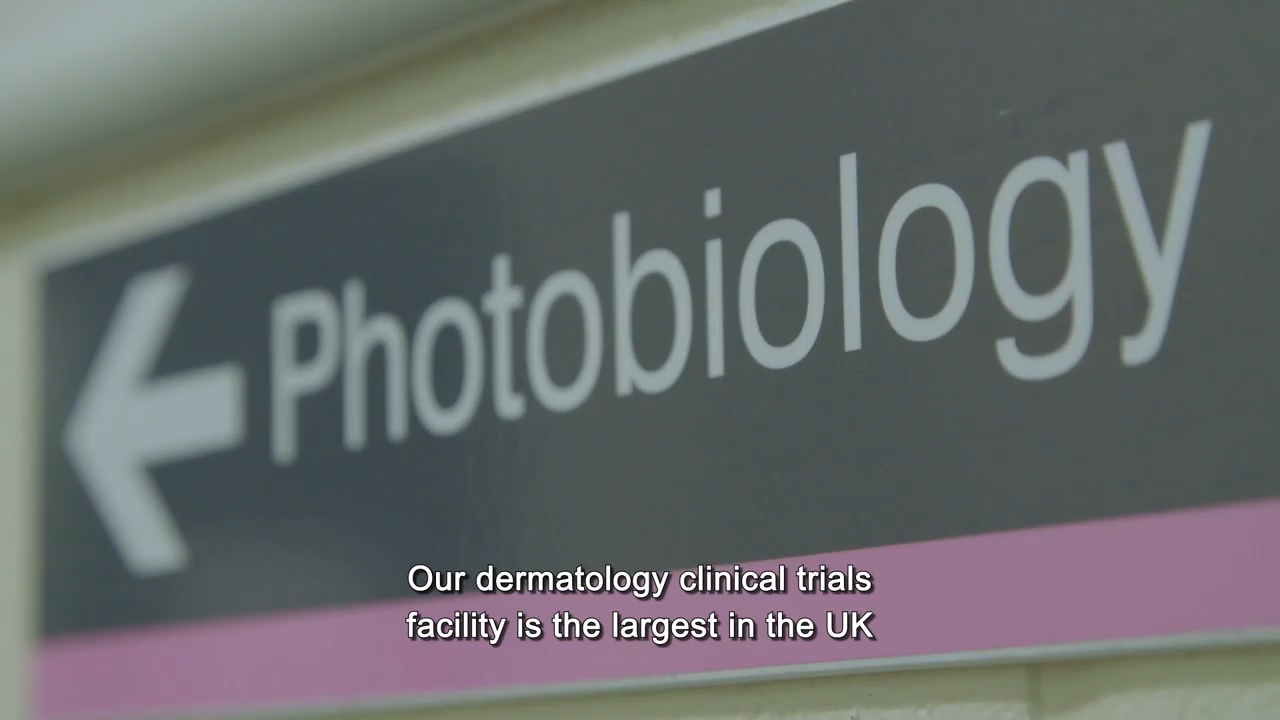 Photobiology
Our dermatology clinical trials
facility is the largest in the UK